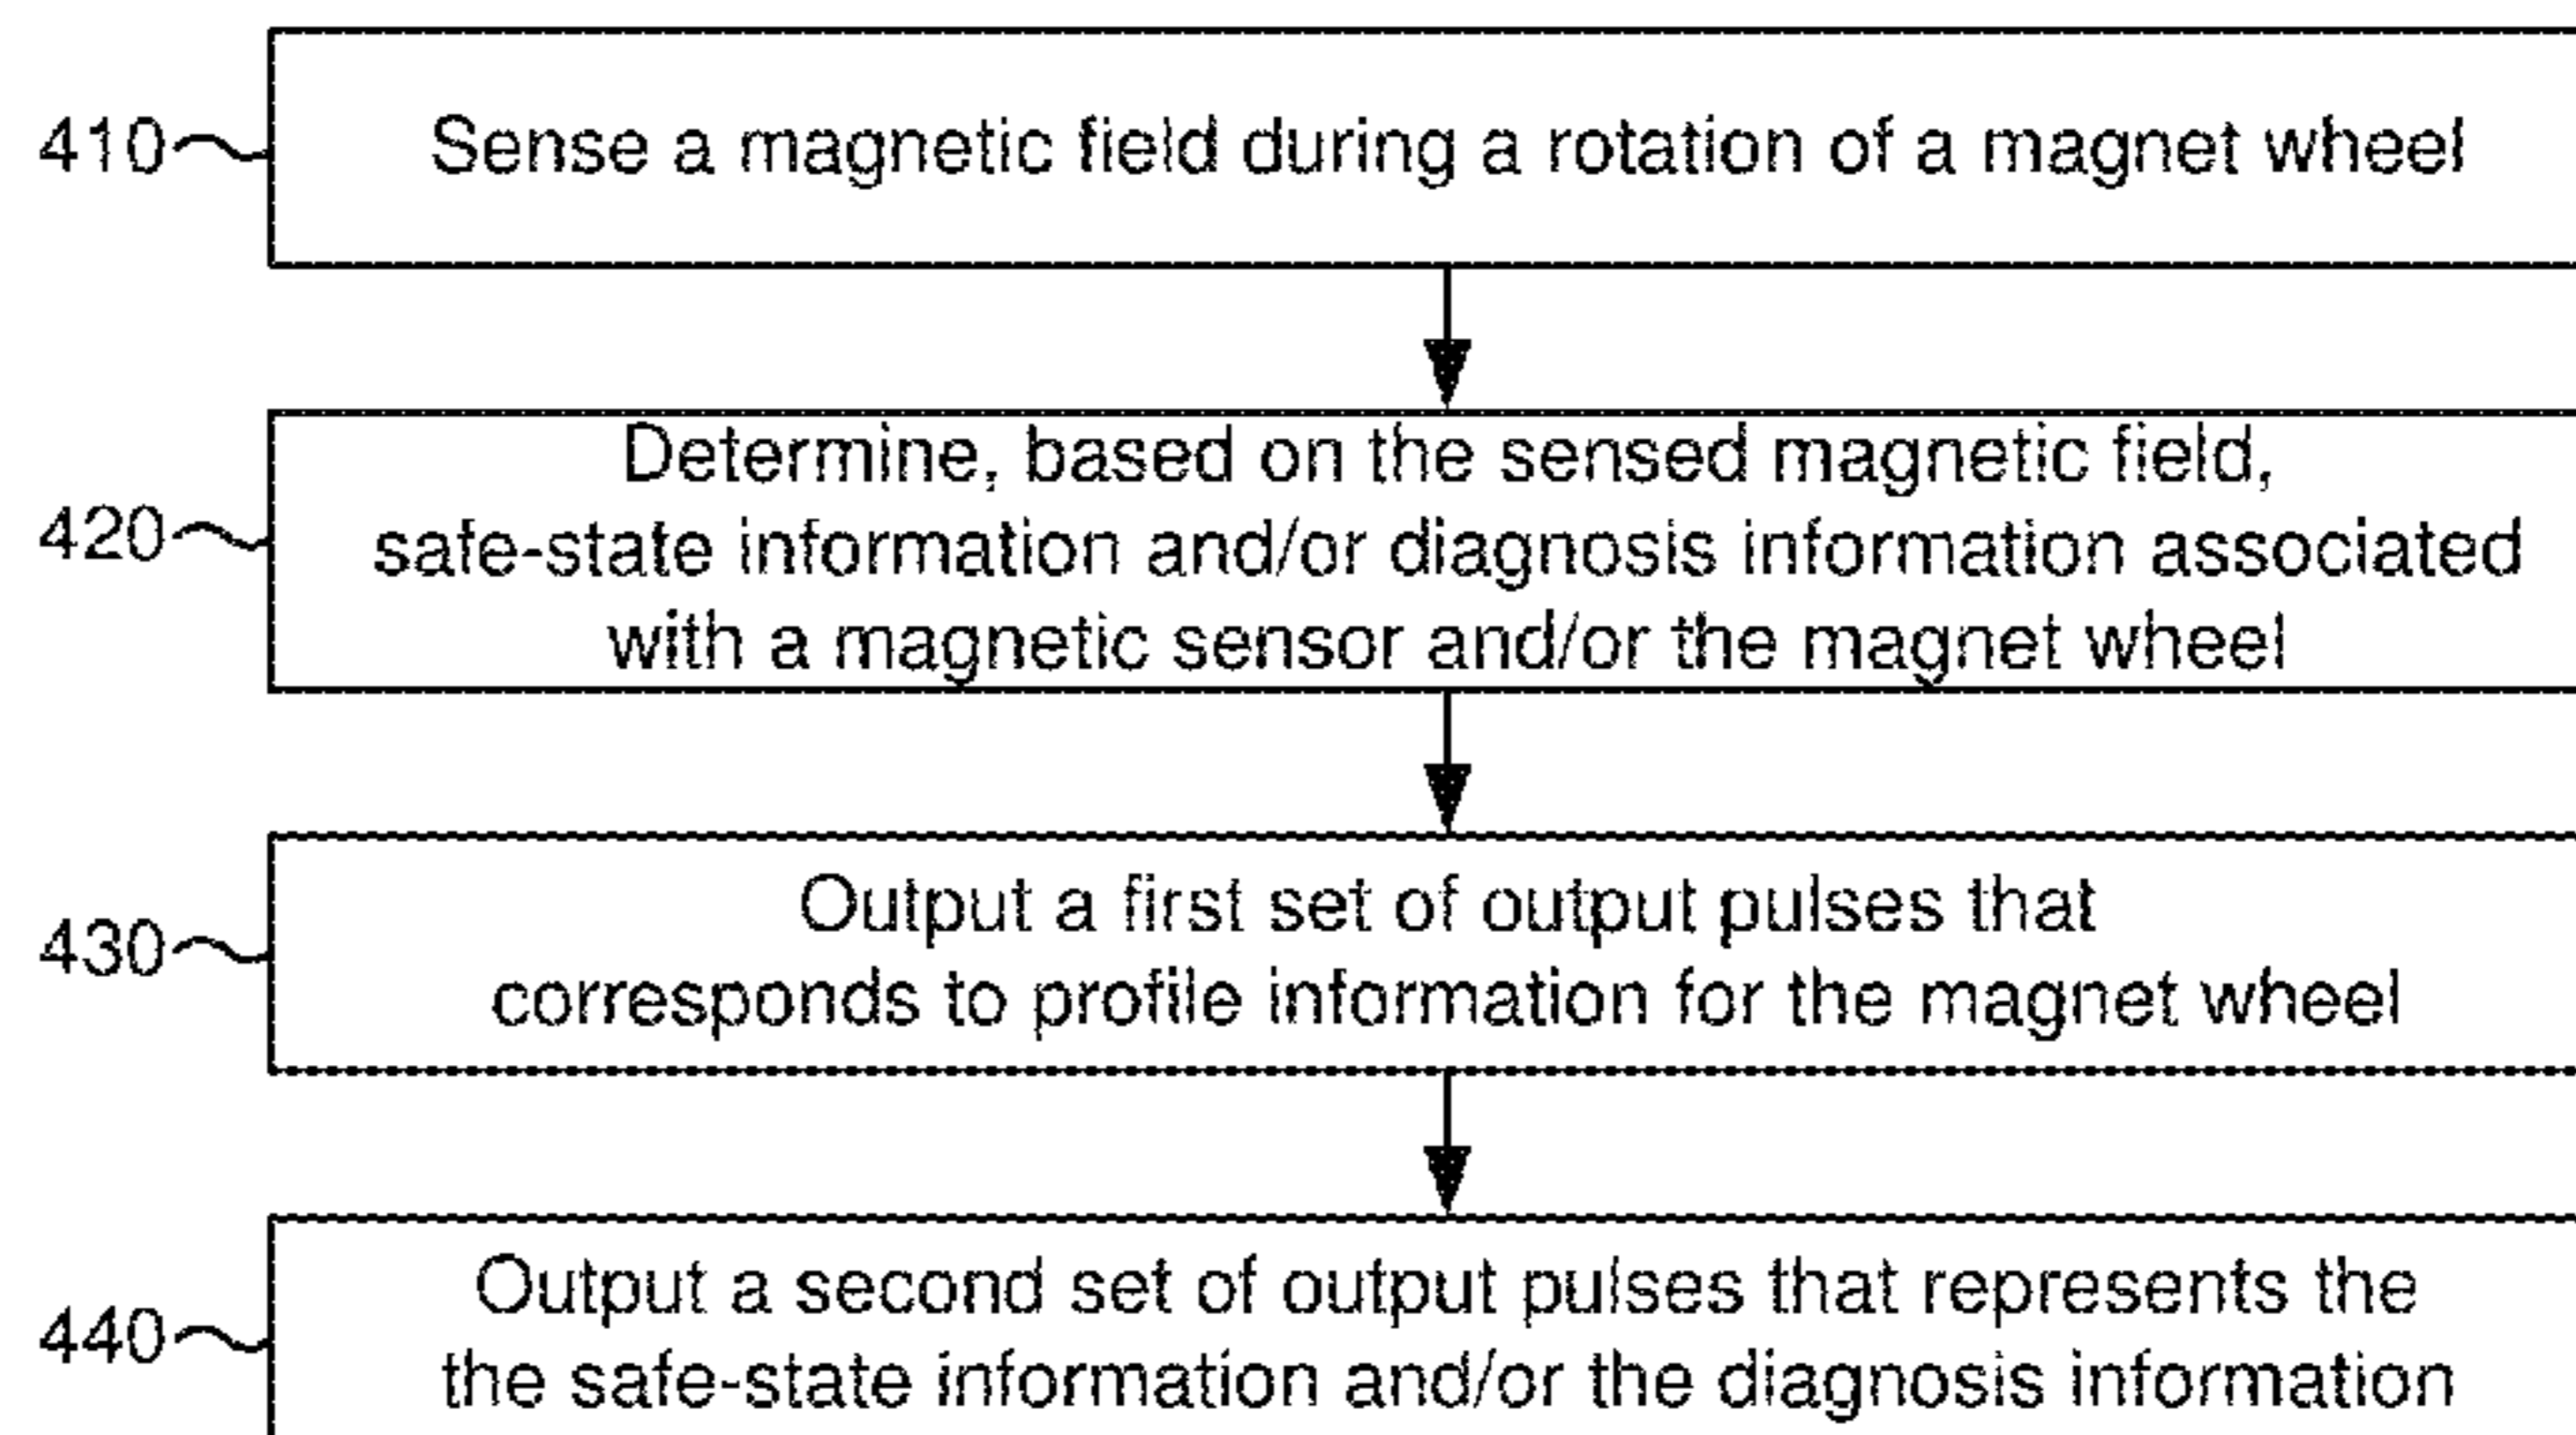 410
Sense a magnetic field during a rotation of a magnet wheel
420
Determine, based on the sensed magnetic field,
safe-state information and/or diagnosis information associated
with a magnetic sensor and/or the magnet wheel
430
Output a first set of output pulses that
corresponds to profile information for the magnet wheel
440
Output a second set of output pulses that represents the
the safe-state information and/or the diagnosis information